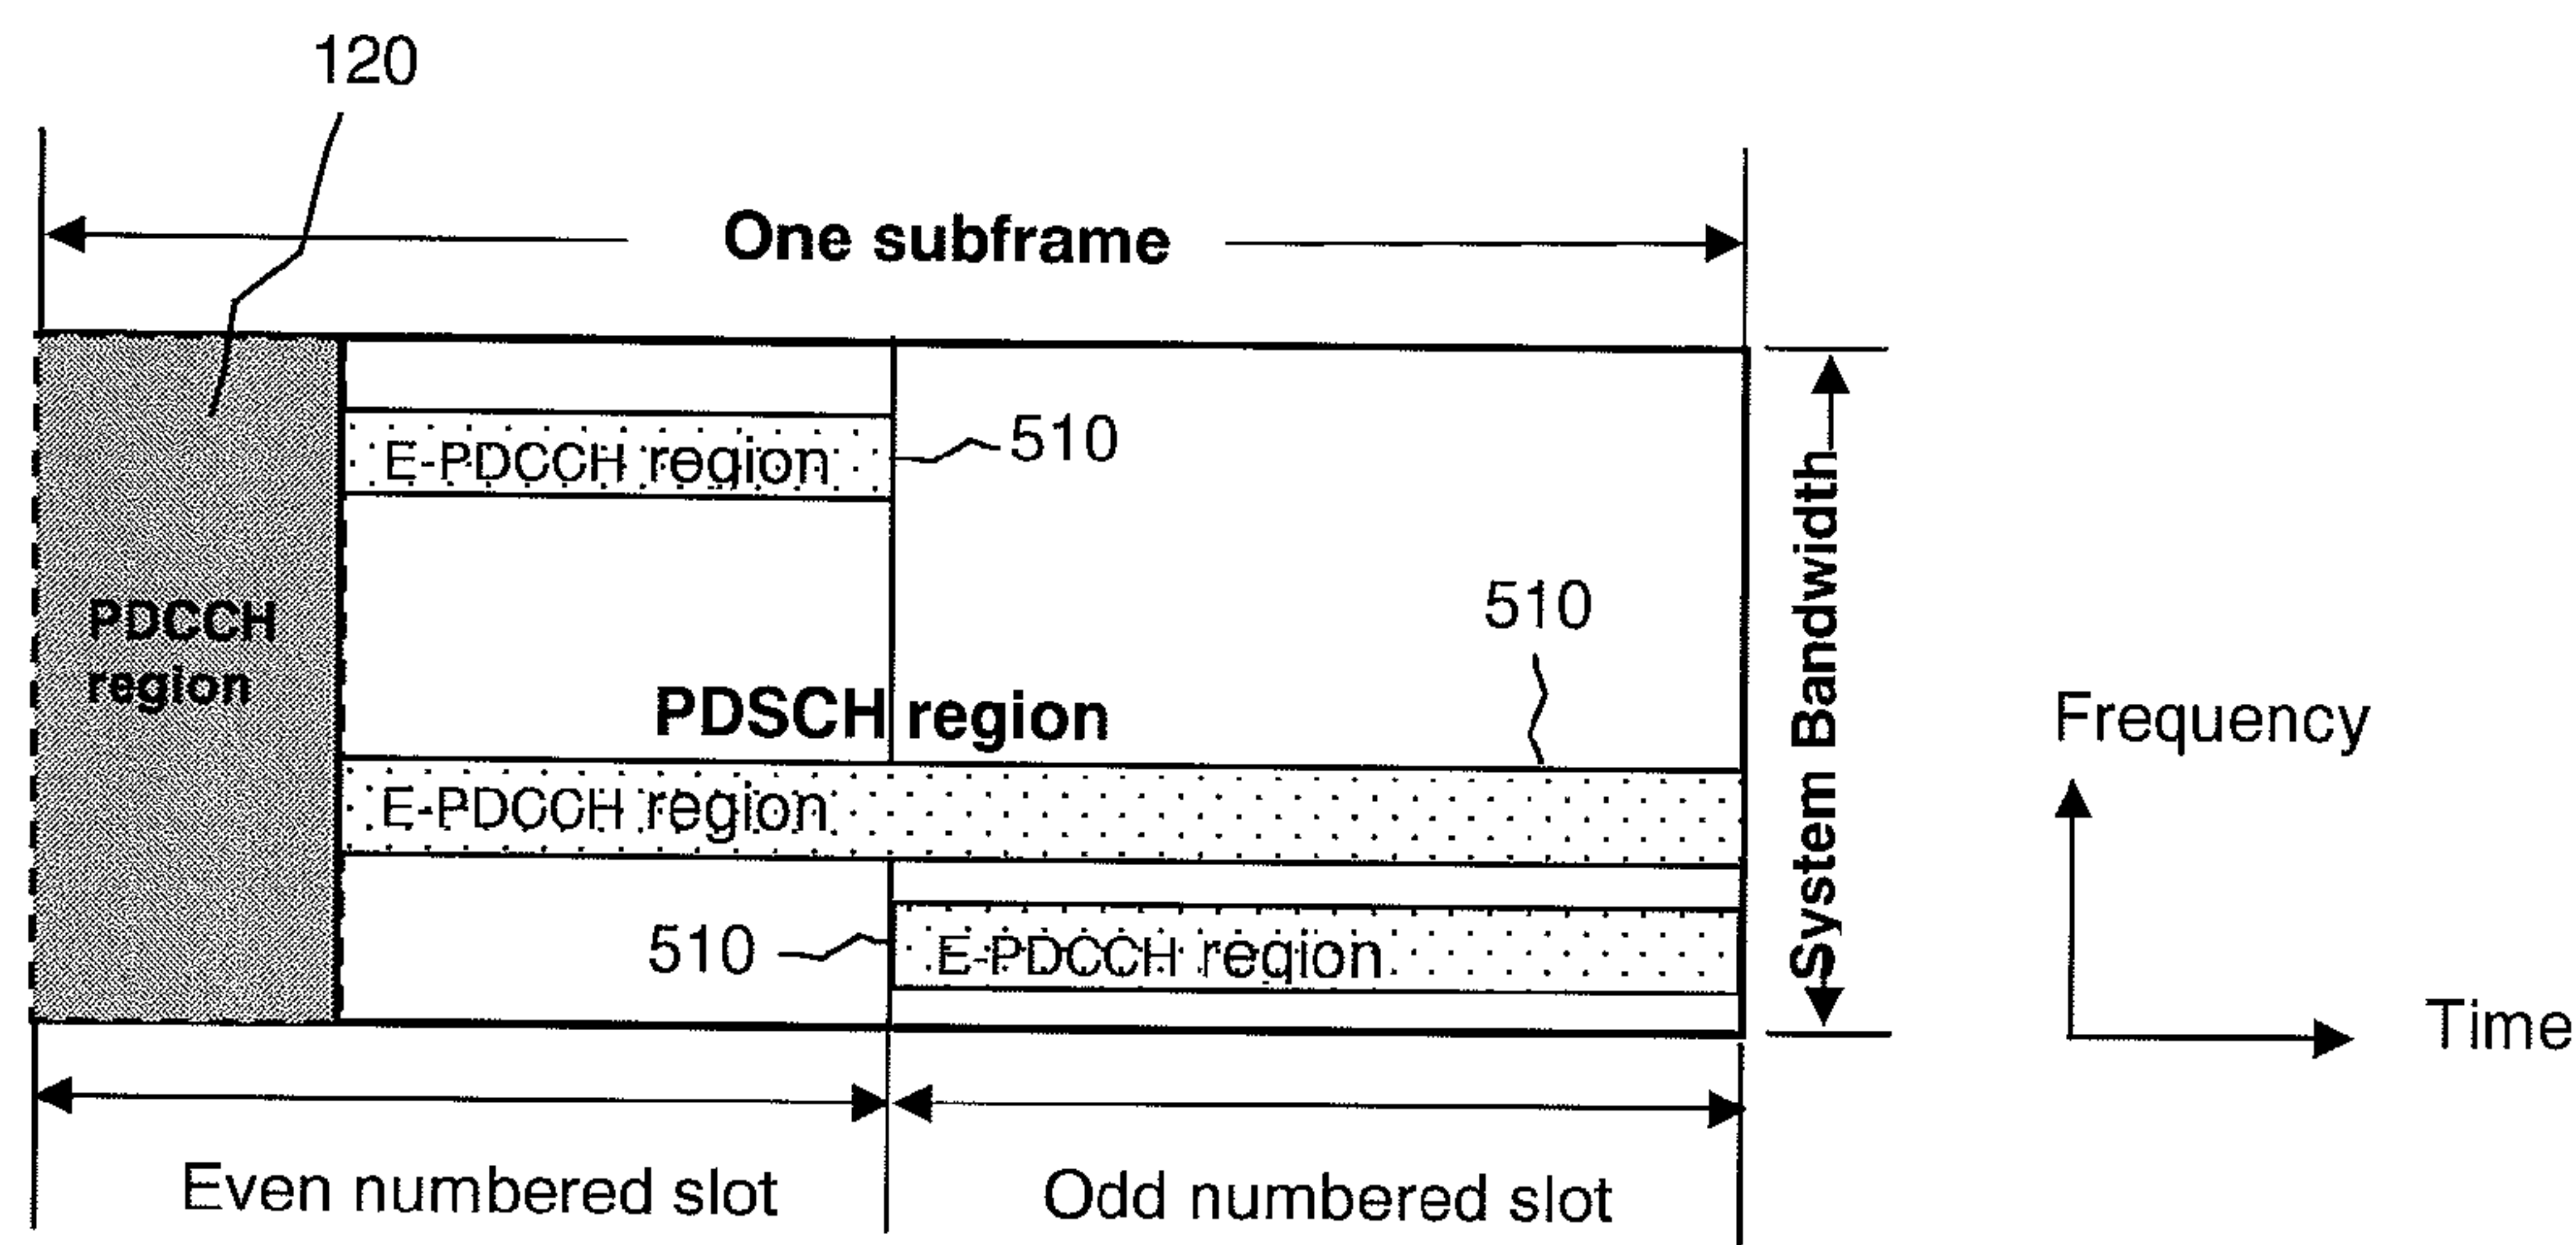 120
One subframe
E-PDCCH region
510
510
PDCCH
region
PDSCH region
E-PDCCH region
510
E-PDCCH region
System Bandwidth
Frequency
Time
Even numbered slot
Odd numbered slot